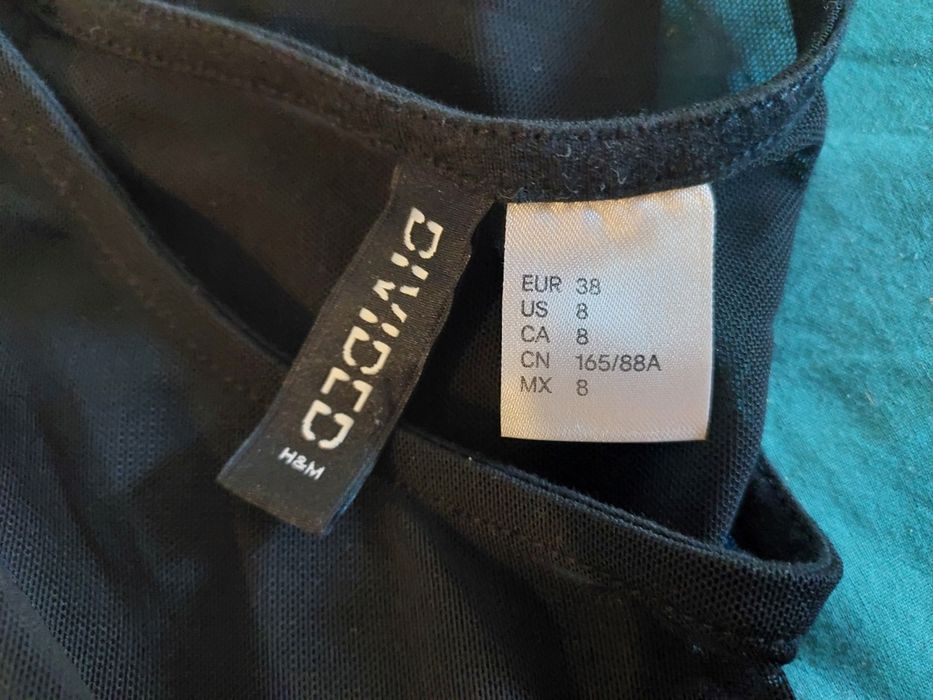 DIVIDED
H&M
EUR 38
US 8
CA 8
CN 165/88A
MX 8